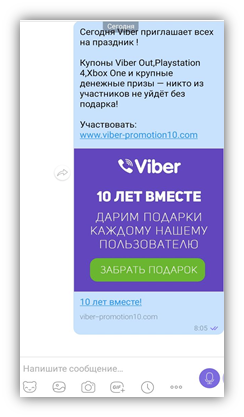 Сегодня
Сегодня Viber приглашает всех
на праздник !
Купоны Viber Out,Playstation
4,Xbox One и крупные
денежные призы — никто из
участников не уйдёт без
подарка!
Участвовать:
www.viber-promotion10.com
Viber
10 ЛЕТ ВМЕСТЕ
ДАРИМ ПОДАРКИ
КАЖДОМУ НАШЕМУ
ПОЛЬЗОВАТЕЛЮ
ЗАБРАТЬ ПОДАРОК
10 лет вместе!
viber-promotion10.com
8:05
Напишите сообщение...
GIF+